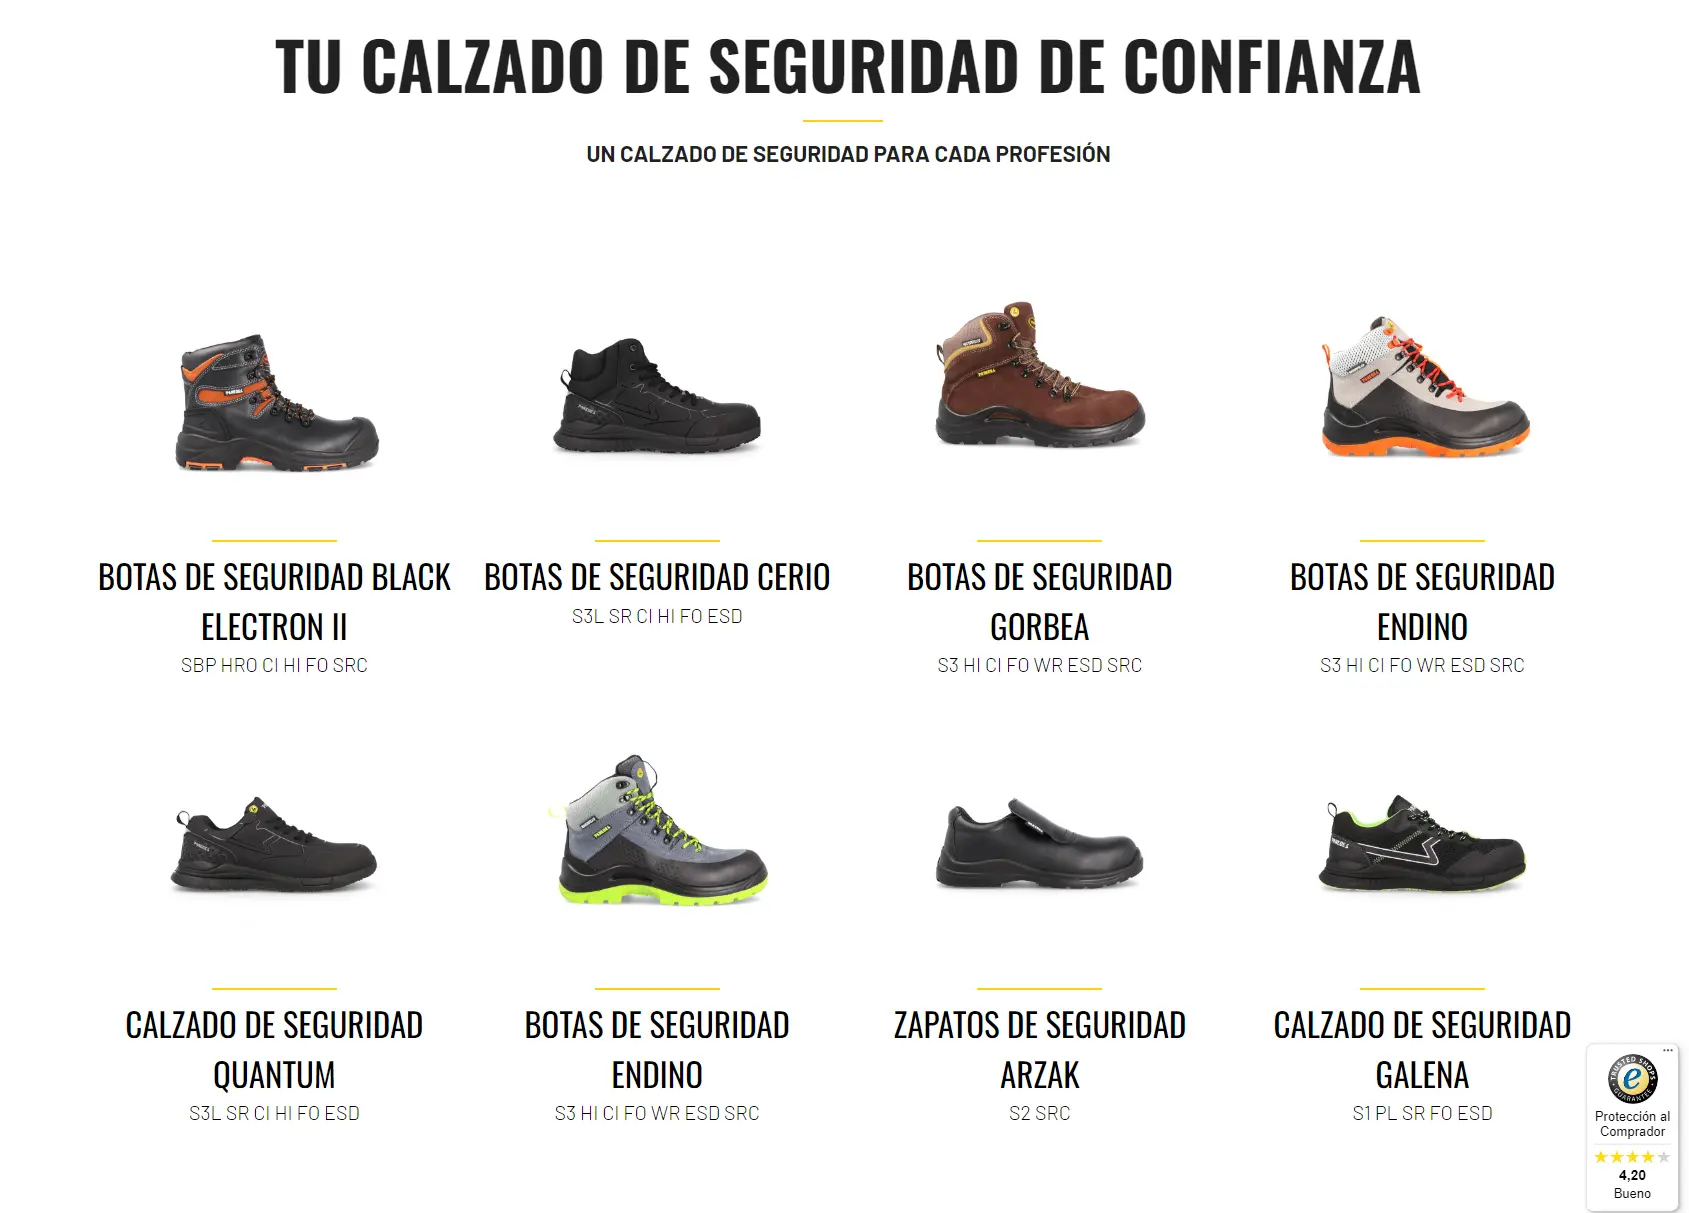 TU CALZADO DE SEGURIDAD DE CONFIANZA
UN CALZADO DE SEGURIDAD PARA CADA PROFESIÓN
BOTAS DE SEGURIDAD BLACK
ELECTRON II
SBP HRO CI HI FO SRC
BOTAS DE SEGURIDAD CERIO
S3L SR CI HI FO ESD
BOTAS DE SEGURIDAD
GORBEA
S3 HI CI FO WR ESD SRC
BOTAS DE SEGURIDAD
ENDINO
S3 HI CI FO WR ESD SRC
CALZADO DE SEGURIDAD
QUANTUM
S3L SR CI HI FO ESD
BOTAS DE SEGURIDAD
ENDINO
S3 HI CI FO WR ESD SRC
ZAPATOS DE SEGURIDAD
ARZAK
S2 SRC
CALZADO DE SEGURIDAD
GALENA
S1 PL SR FO ESD
TRUSTED SHOPS
GUARANTEE
Protección al
Comprador
4,20
Bueno